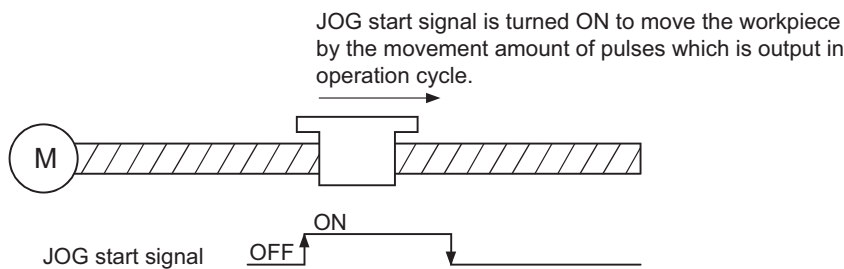 JOG start signal is turned ON to move the workpiece
by the movement amount of pulses which is output in
operation cycle.
M
ON
JOG start signal OFF